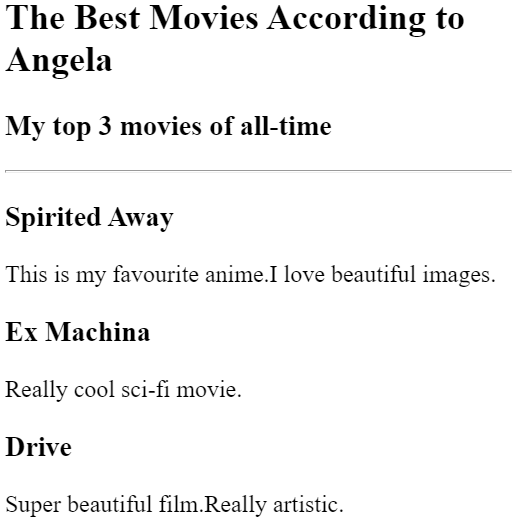 The Best Movies According to
Angela
My top 3 movies of all-time
Spirited Away
This is my favourite anime.I love beautiful images.
Ex Machina
Really cool sci-fi movie.
Drive
Super beautiful film.Really artistic.